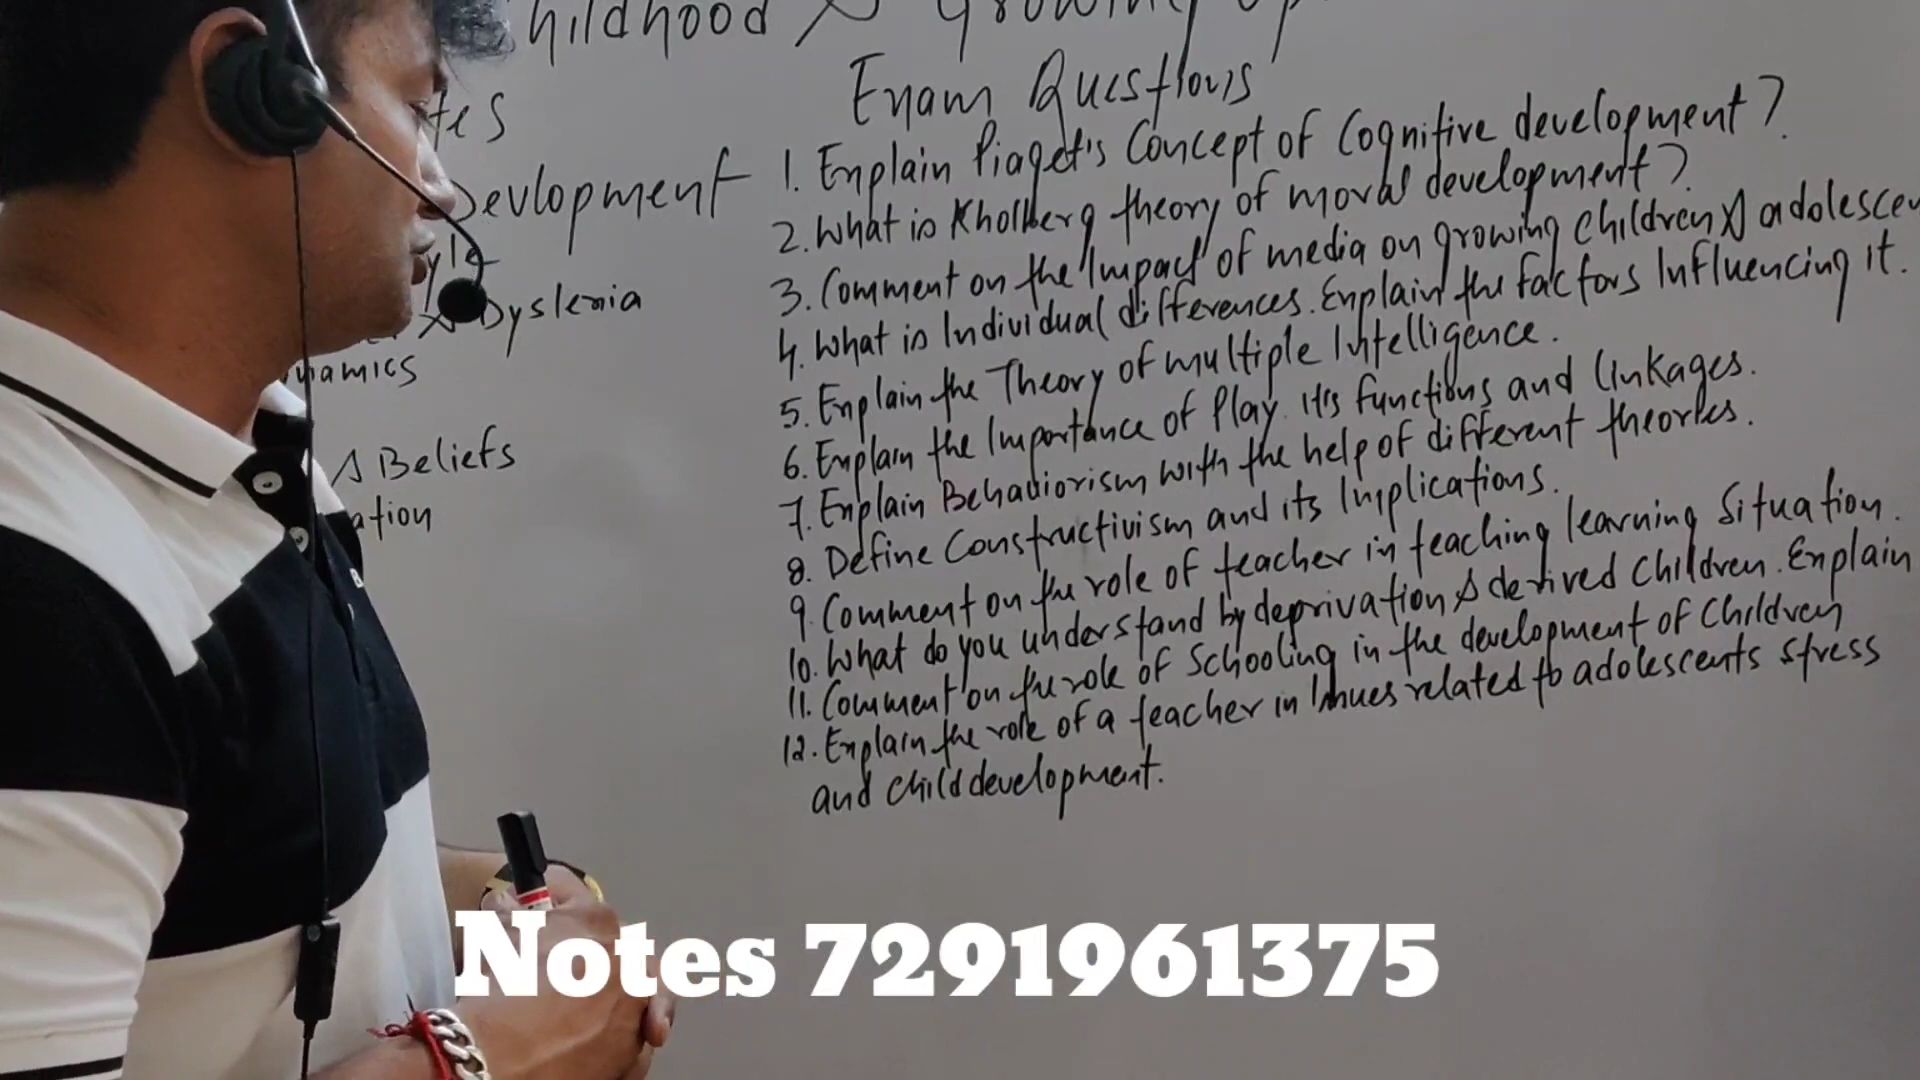 Childhood & Growing Up
Exam Questions
tes
Devlopment
yle
& Dyslexia
namics
& Beliefs
ation
1. Explain Piaget's Concept of Cognitive development?
2. What is Kholberg theory of moral development?
3. Comment on the Impact of media on growing children & adolescen
4. What is Individual differences. Explain the factors Influencing it.
5. Explain the Theory of multiple Intelligence.
6. Explain the Importance of Play. It's functions and linkages.
7. Explain Behaviorism with the help of different theories.
8. Define Constructivism and its Implications.
9. Comment on the role of teacher in teaching learning Situation.
10. What do you understand by deprivation & derived Children. Explain
11. Comment on the role of Schooling in the development of Children
12. Explain the role of a teacher in Issues related to adolescents stress
and child development.
Notes 7291961375